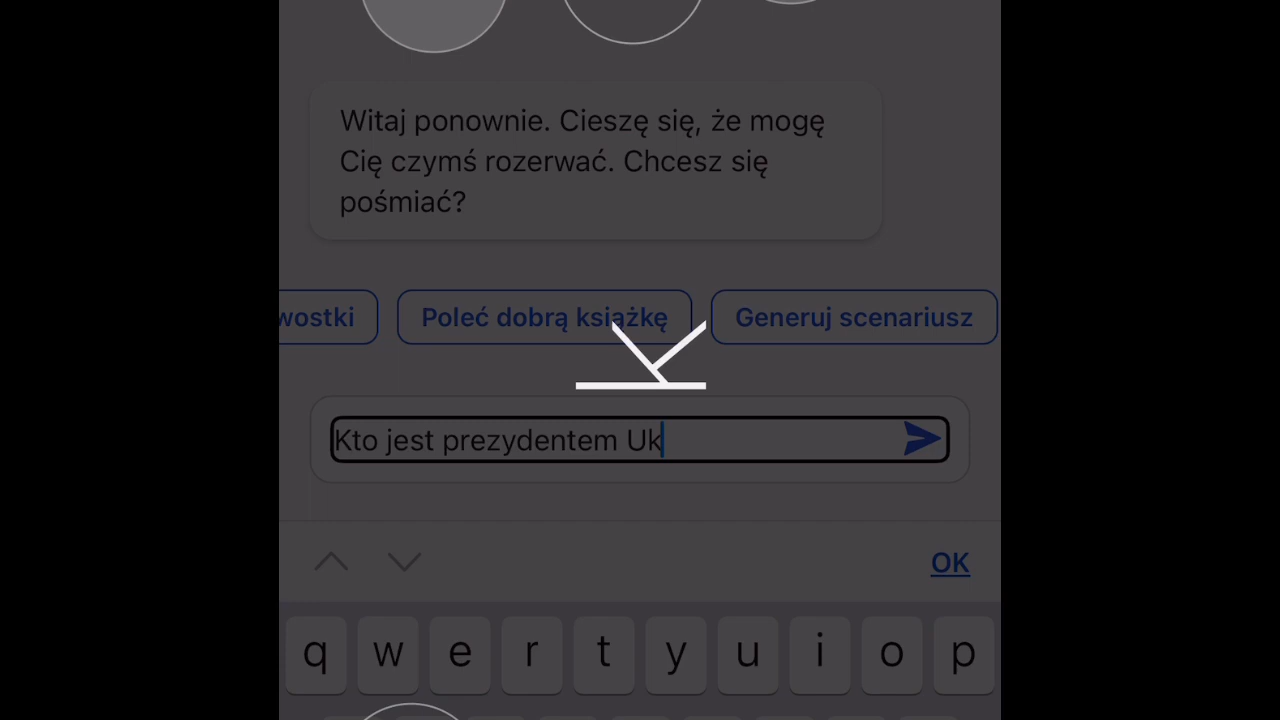 Witaj ponownie. Cieszę się, że mogę
Cię czymś rozerwać. Chcesz się
pośmiać?
wostki
Poleć dobrą książkę
Generuj scenariusz
K
Kto jest prezydentem Uk
OK
q w e r t y u i o p